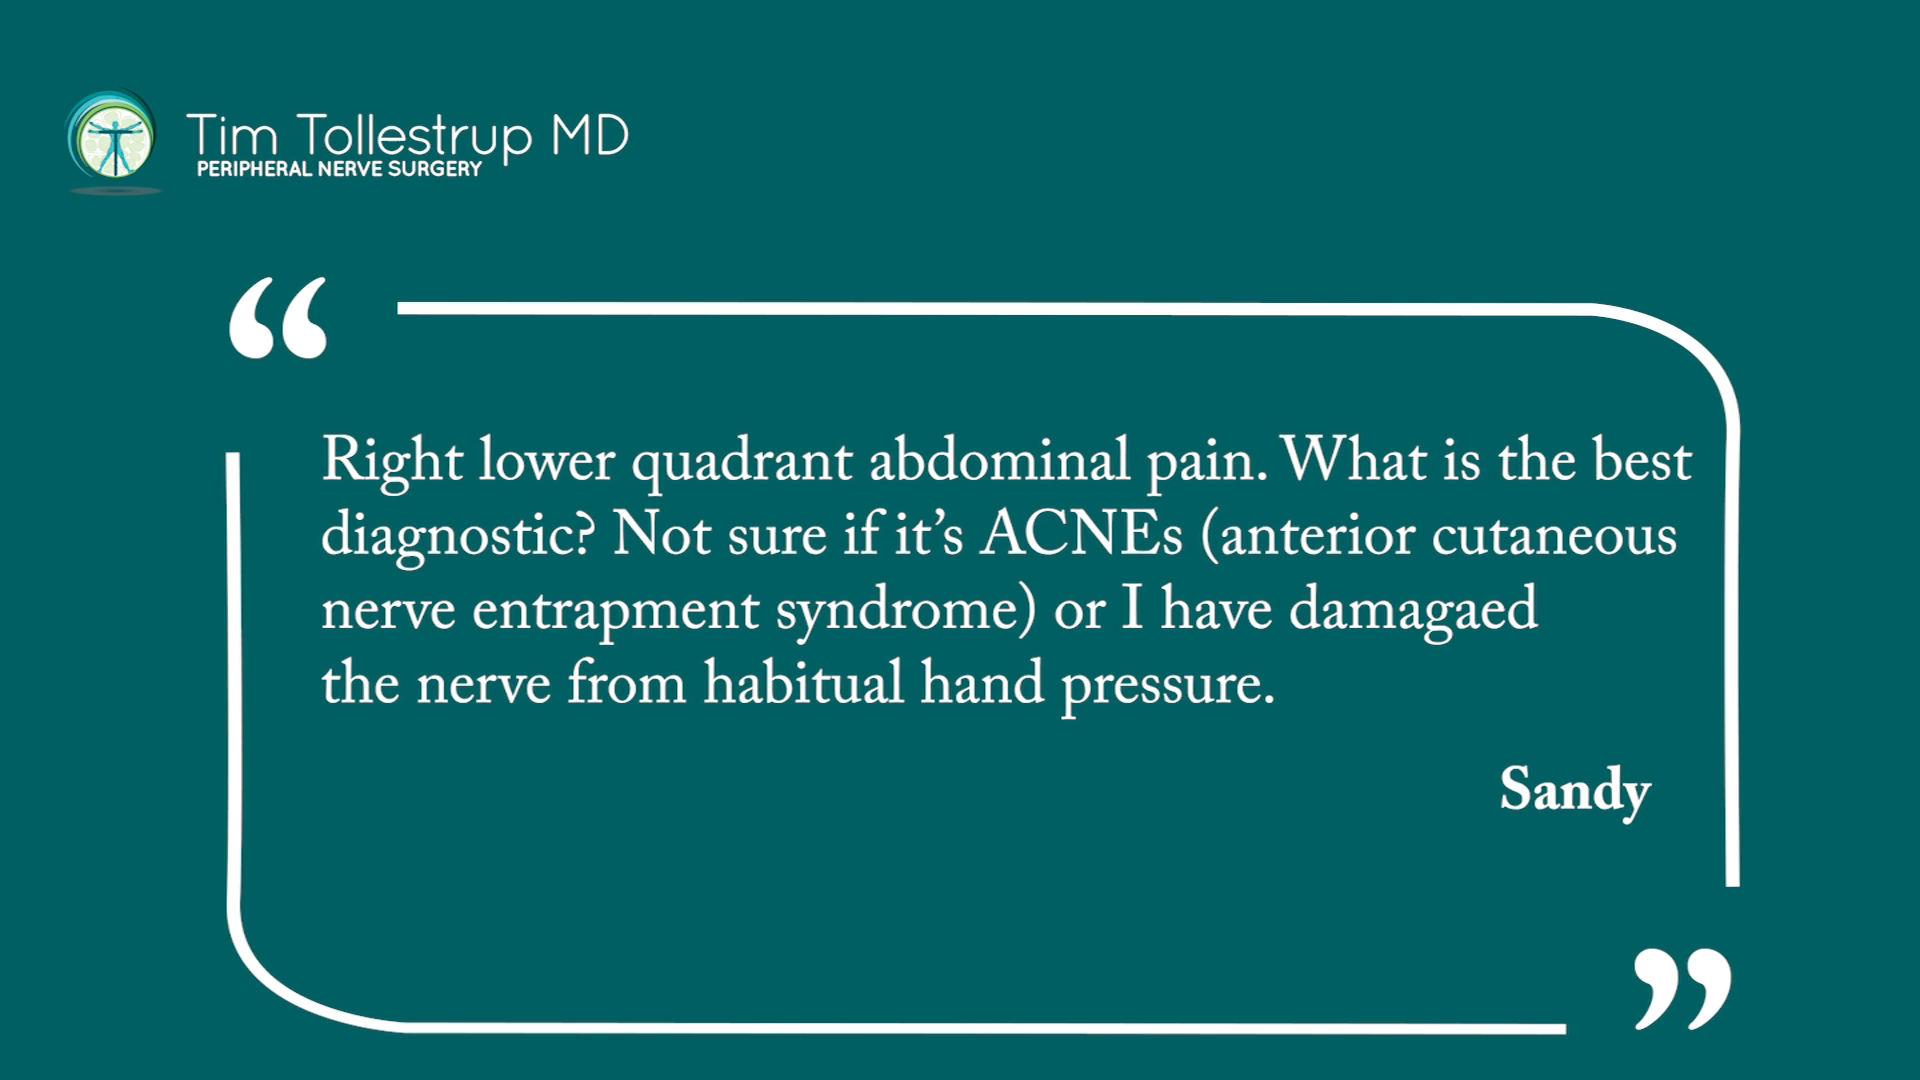 Tim Tollestrup MD
PERIPHERAL NERVE SURGERY
“
Right lower quadrant abdominal pain. What is the best
diagnostic? Not sure if it’s ACNEs (anterior cutaneous
nerve entrapment syndrome) or I have damagaed
the nerve from habitual hand pressure.
Sandy
”